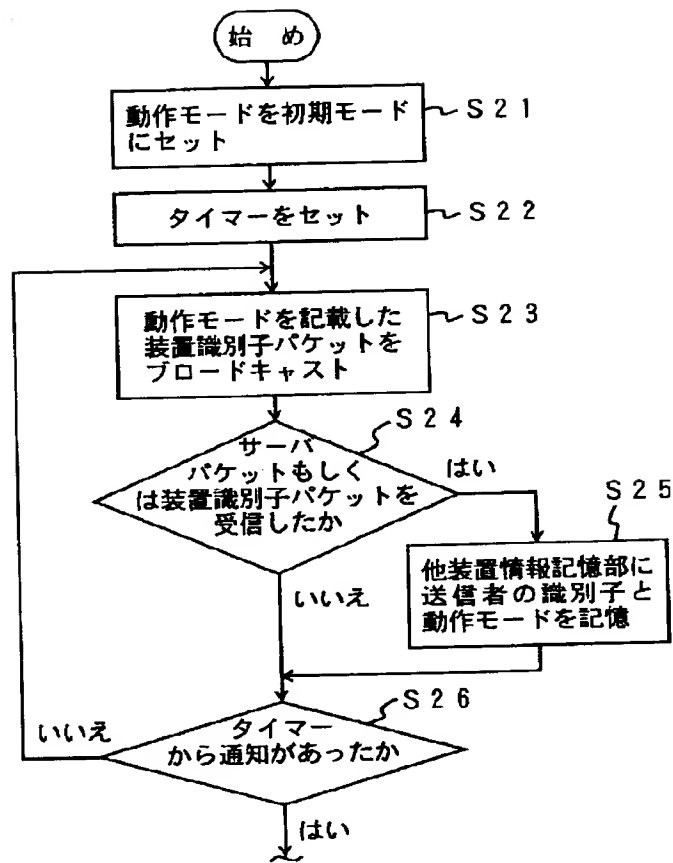 始 め
動作モードを初期モード
にセット
S21
タイマーをセット
S22
動作モードを記載した
装置識別子パケットを
ブロードキャスト
S23
S24
サーバ
パケットもしく
は装置識別子パケットを
受信したか
はい
S25
いいえ
他装置情報記憶部に
送信者の識別子と
動作モードを記憶
S26
いいえ
タイマー
から通知があったか
はい